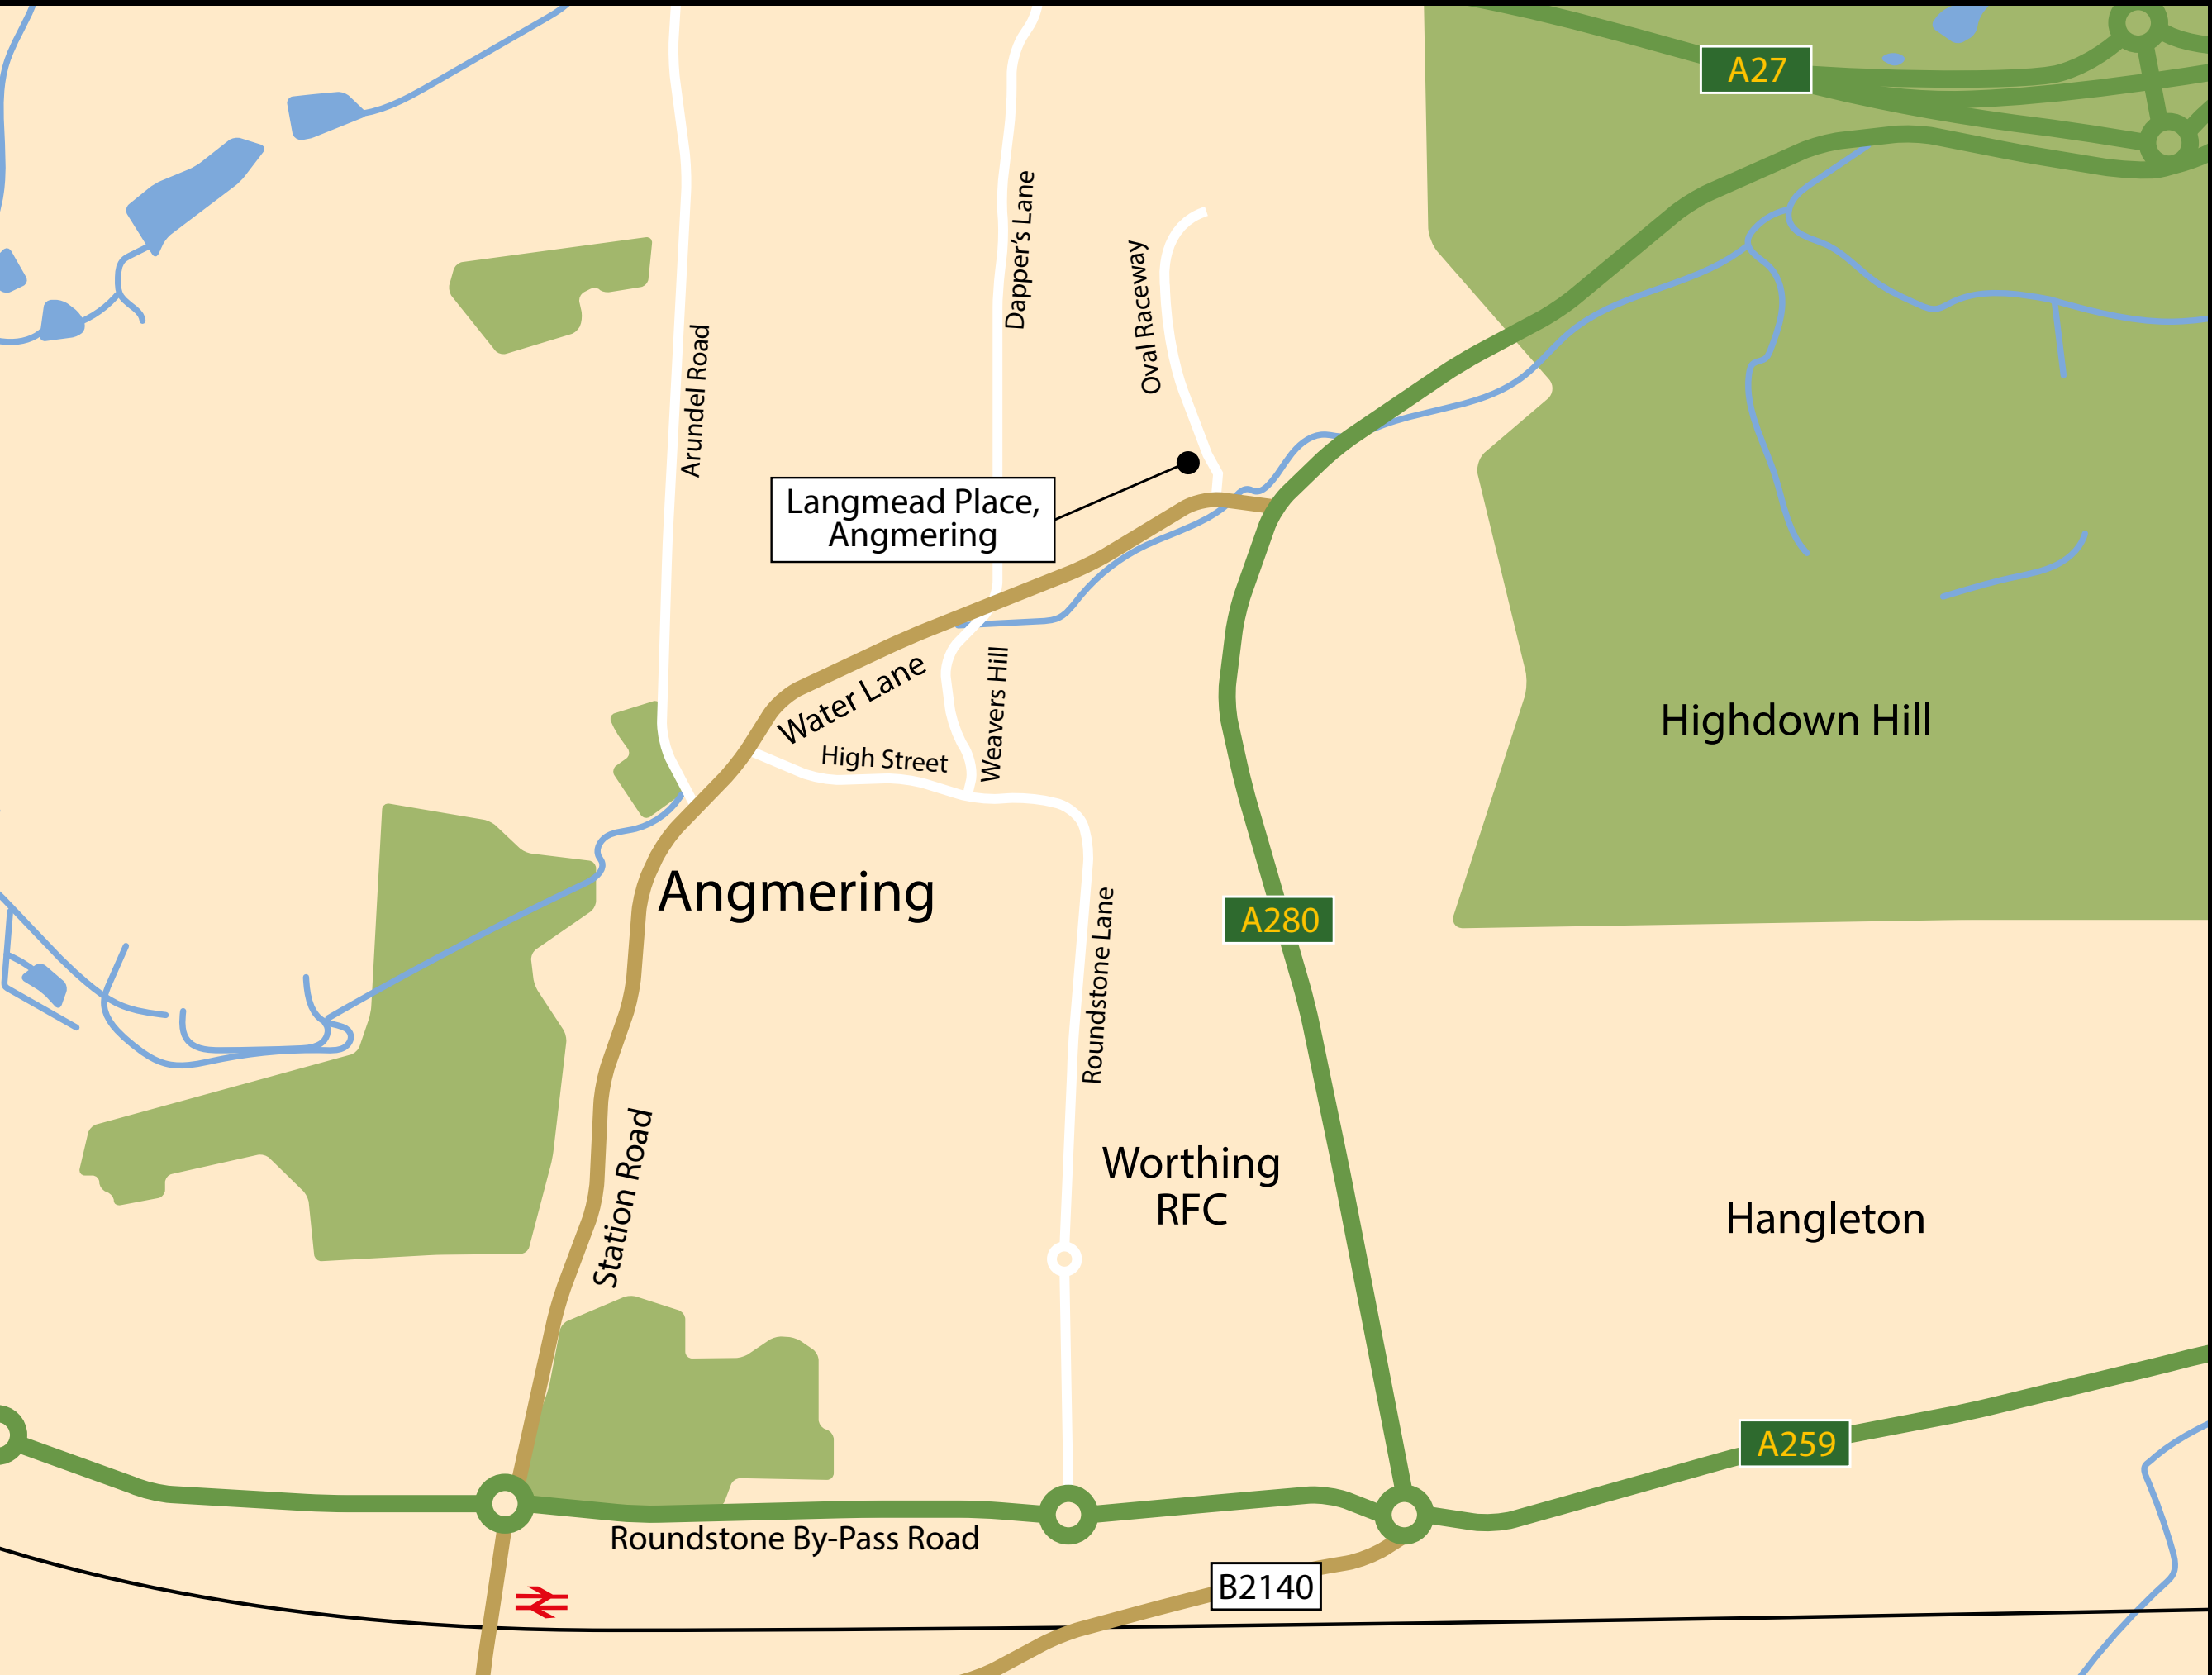 A27
Dapper's Lane
Oval Raceway
Arundel Road
Langmead Place,
Angmering
Water Lane
Weavers Hill
High Street
Highdown Hill
Angmering
A280
Roundstone Lane
Station Road
Worthing
RFC
Hangleton
A259
Roundstone By-Pass Road
B2140